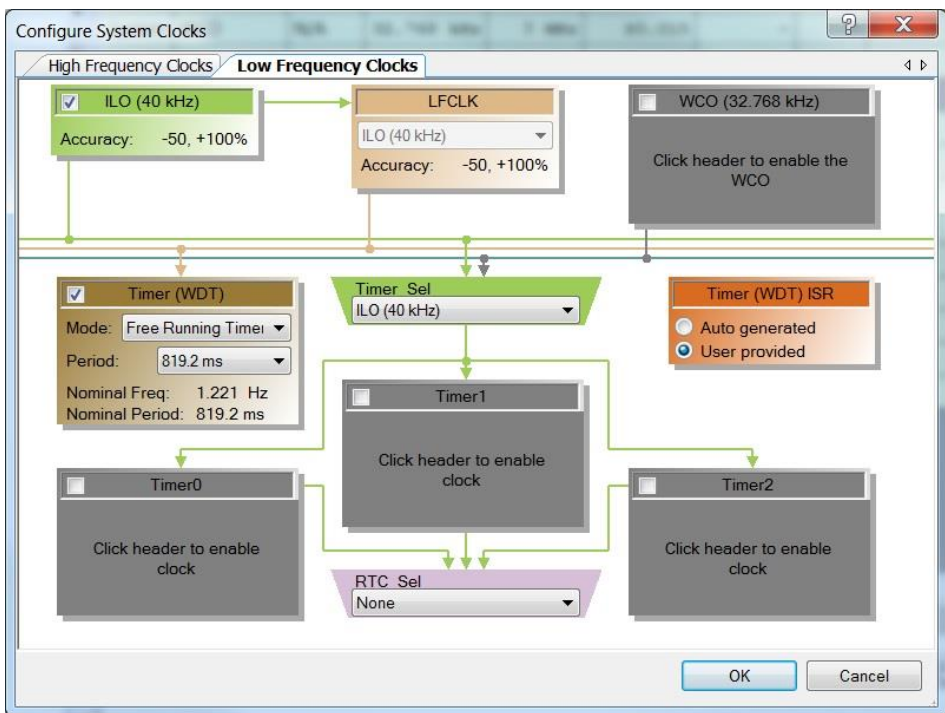 Configure System Clocks
High Frequency Clocks
Low Frequency Clocks
ILO (40 kHz)
Accuracy: -50, +100%
LFCLK
ILO (40 kHz)
Accuracy: -50, +100%
WCO (32.768 kHz)
Click header to enable the
WCO
Timer (WDT)
Mode: Free Running Timer
Period: 819.2 ms
Nominal Freq: 1.221 Hz
Nominal Period: 819.2 ms
Timer_Sel
ILO (40 kHz)
Timer (WDT) ISR
Auto generated
User provided
Timer1
Click header to enable
clock
Timer0
Click header to enable
clock
Timer2
Click header to enable
clock
RTC_Sel
None
OK
Cancel